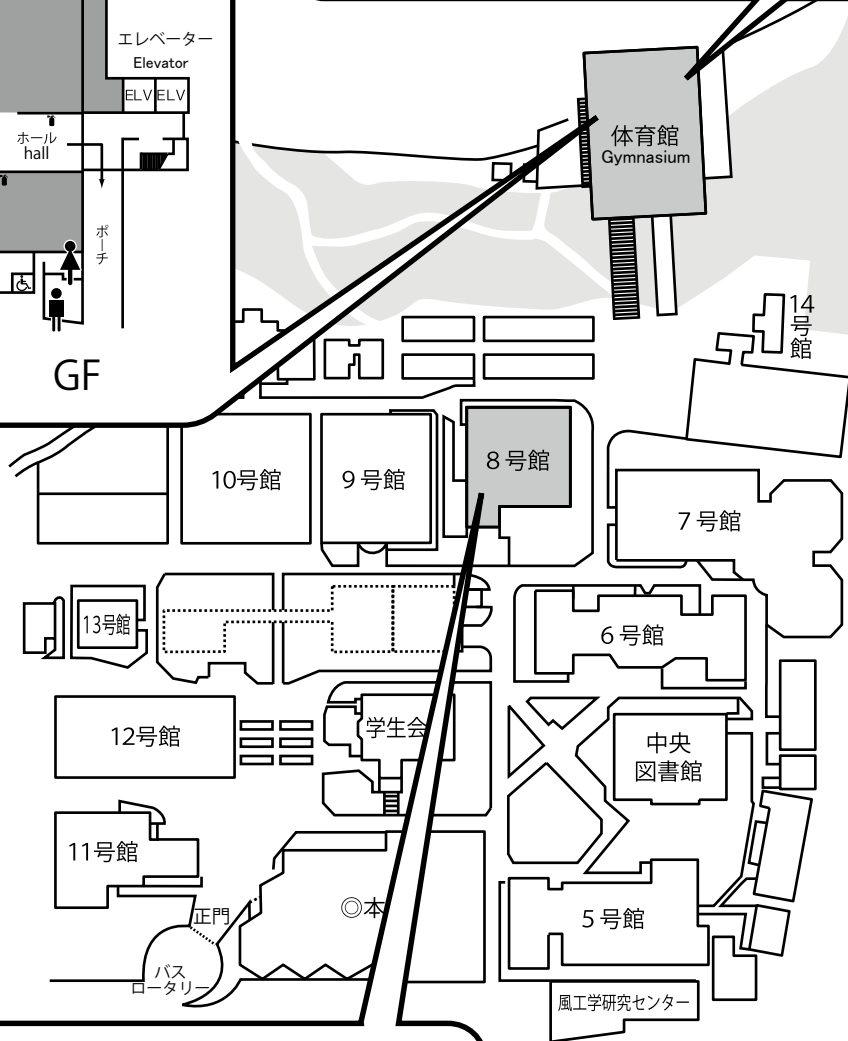 エレベーター
Elevator
ELV ELV
ホール
hall
ポーチ
GF
体育館
Gymnasium
14号館
10号館
9号館
8号館
7号館
13号館
6号館
12号館
学生会
中央
図書館
11号館
◎本
5号館
正門
バス
ロータリー
風工学研究センター